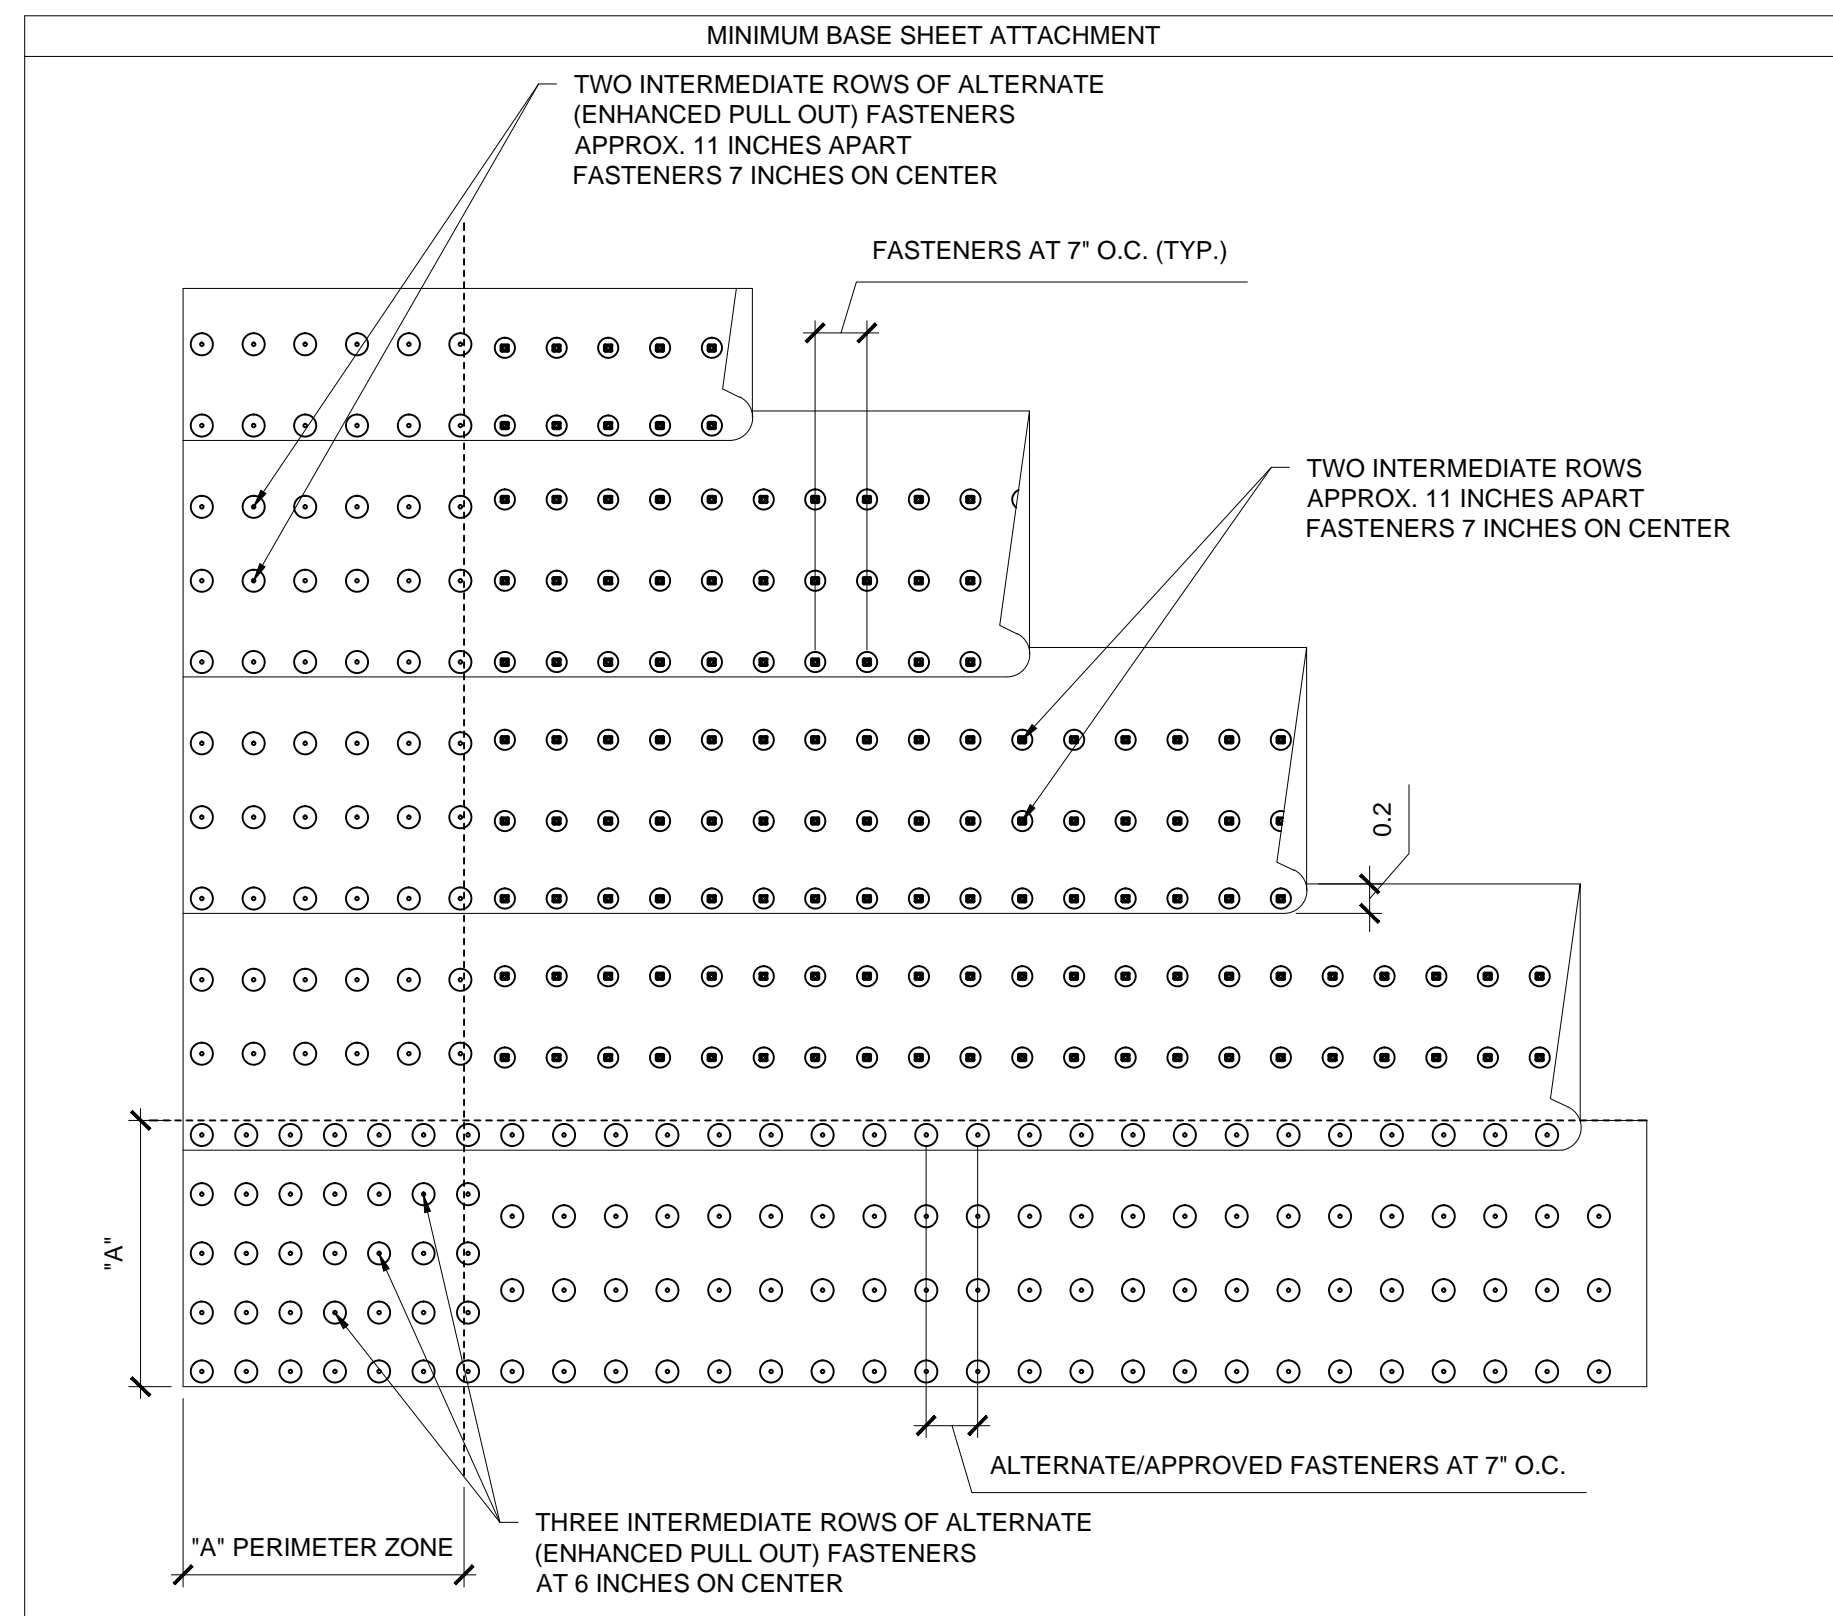 MINIMUM BASE SHEET ATTACHMENT
TWO INTERMEDIATE ROWS OF ALTERNATE
(ENHANCED PULL OUT) FASTENERS
APPROX. 11 INCHES APART
FASTENERS 7 INCHES ON CENTER
FASTENERS AT 7" O.C. (TYP.)
TWO INTERMEDIATE ROWS
APPROX. 11 INCHES APART
FASTENERS 7 INCHES ON CENTER
0.2
"A"
ALTERNATE/APPROVED FASTENERS AT 7" O.C.
"A" PERIMETER ZONE
THREE INTERMEDIATE ROWS OF ALTERNATE
(ENHANCED PULL OUT) FASTENERS
AT 6 INCHES ON CENTER